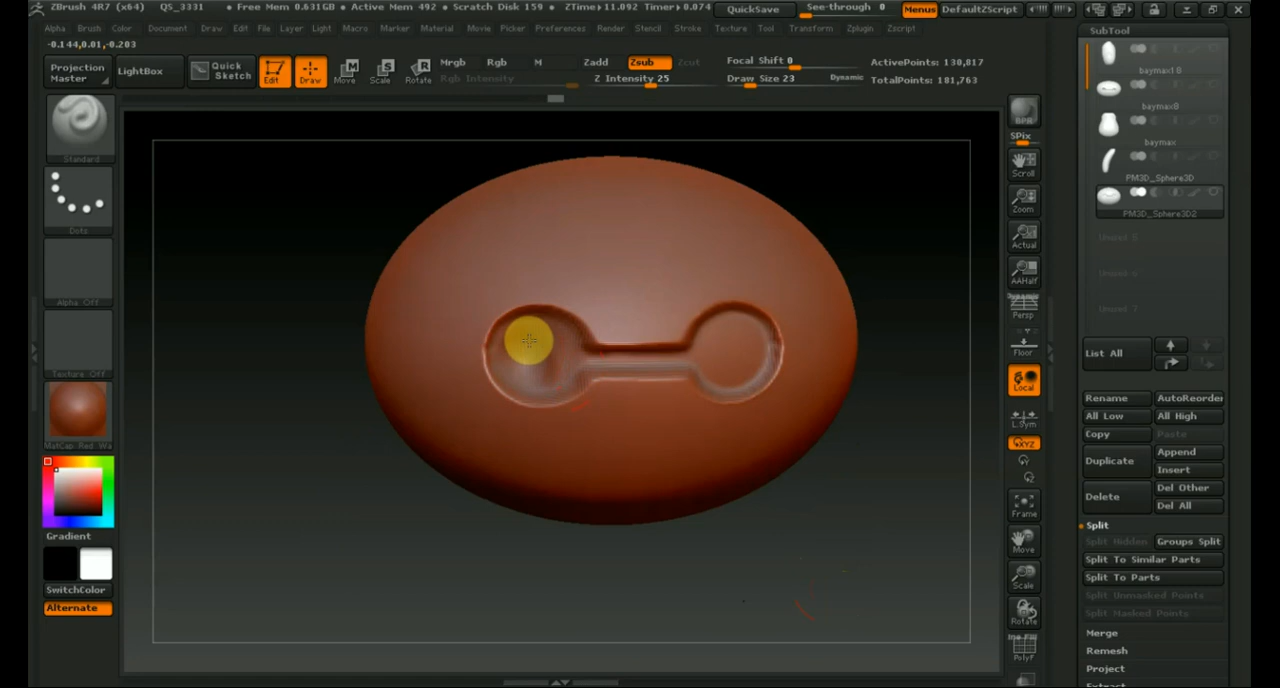 ZBrush 4R7 (x64) QS_3331 • Free Mem 0.631GB • Active Mem 492 • Scratch Disk 159 • ZTime▸11.092 Timer▸0.074 QuickSave See-through 0 Menus DefaultZScript
Alpha Brush Color Document Draw Edit File Layer Light Macro Marker Material Movie Picker Preferences Render Stencil Stroke Texture Tool Transform Zplugin Zscript
-0.144,0.01,-0.203
Projection Master
LightBox
Quick Sketch
Edit
Draw
Move
Scale
Rotate
Mrgb Rgb M
Rgb Intensity
Zadd Zsub Zcut
Z Intensity 25
Focal Shift 0
Draw Size 23 Dynamic
ActivePoints: 130,817
TotalPoints: 181,763
Standard
Dots
Alpha Off
Texture Off
MatCap Red Wa
Gradient
SwitchColor
Alternate
BPR
SPix
Scroll
Zoom
Actual
AAHalf
Dynamic
Persp
Floor
Local
L.Sym
XYZ
Frame
Move
Scale
Rotate
PolyF
SubTool
baymax
PM3D_Sphere3D
PM3D_Sphere3D2
List All
Rename AutoReorder
All Low All High
Copy Paste
Duplicate Append
Insert
Delete Del Other
Del All
Split
Split Hidden Groups Split
Split To Similar Parts
Split To Parts
Split Unmasked Points
Split Masked Points
Merge
Remesh
Project
Extract